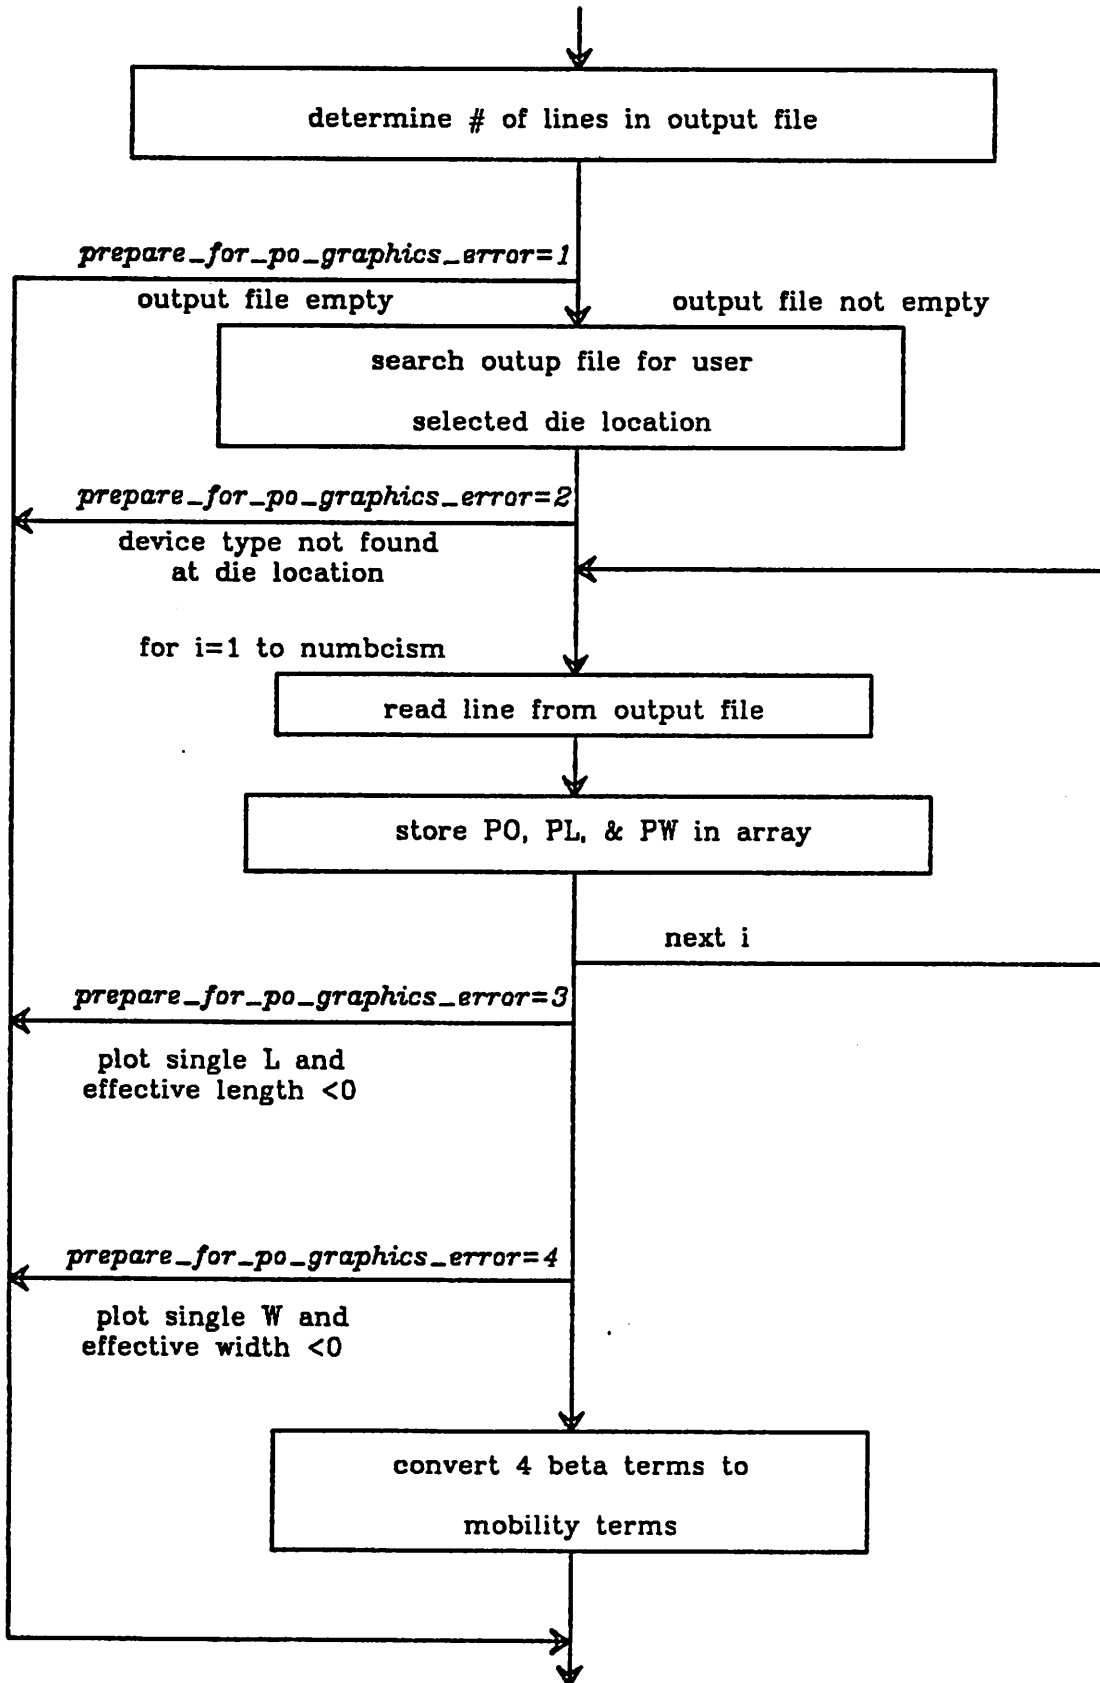 determine # of lines in output file
prepare_for_po_graphics_error=1
output file empty
output file not empty
search outup file for user
selected die location
prepare_for_po_graphics_error=2
device type not found
at die location
for i=1 to numbcism
read line from output file
store PO, PL, & PW in array
next i
prepare_for_po_graphics_error=3
plot single L and
effective length <0
prepare_for_po_graphics_error=4
plot single W and
effective width <0
convert 4 beta terms to
mobility terms